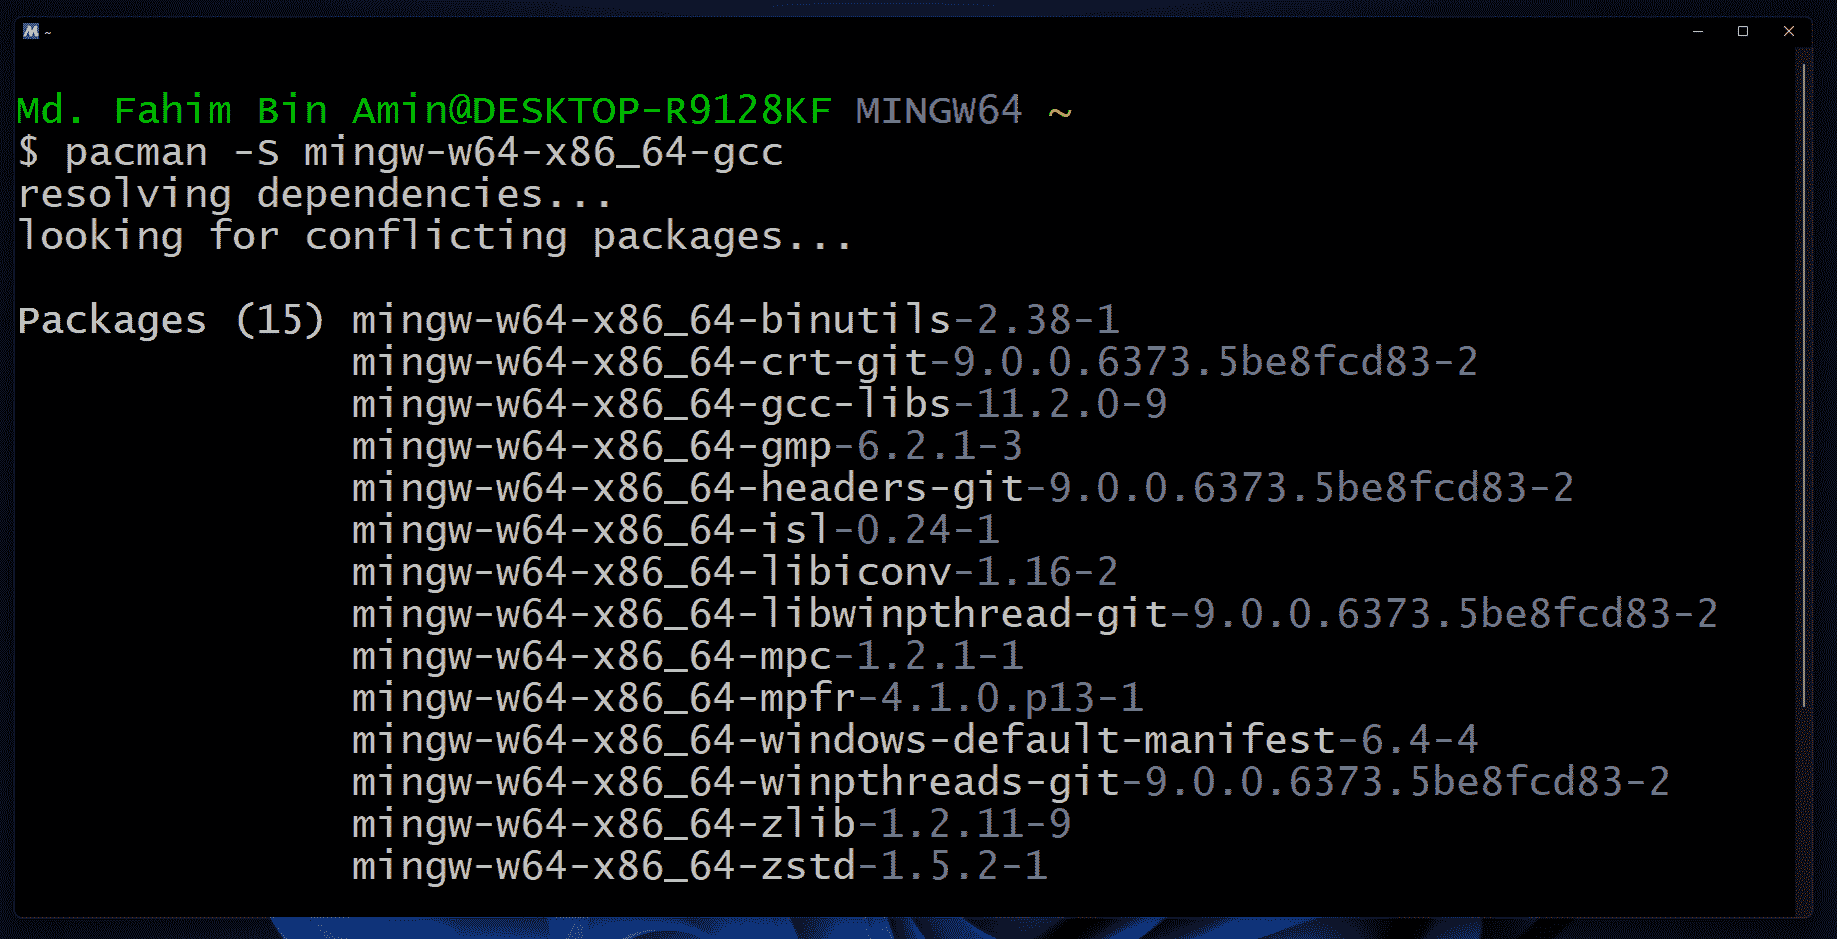 M ~
Md. Fahim Bin Amin@DESKTOP-R9128KF MINGW64 ~
$ pacman -S mingw-w64-x86_64-gcc
resolving dependencies...
looking for conflicting packages...
Packages (15) mingw-w64-x86_64-binutils-2.38-1
mingw-w64-x86_64-crt-git-9.0.0.6373.5be8fcd83-2
mingw-w64-x86_64-gcc-libs-11.2.0-9
mingw-w64-x86_64-gmp-6.2.1-3
mingw-w64-x86_64-headers-git-9.0.0.6373.5be8fcd83-2
mingw-w64-x86_64-isl-0.24-1
mingw-w64-x86_64-libiconv-1.16-2
mingw-w64-x86_64-libwinpthread-git-9.0.0.6373.5be8fcd83-2
mingw-w64-x86_64-mpc-1.2.1-1
mingw-w64-x86_64-mpfr-4.1.0.p13-1
mingw-w64-x86_64-windows-default-manifest-6.4-4
mingw-w64-x86_64-winpthreads-git-9.0.0.6373.5be8fcd83-2
mingw-w64-x86_64-zlib-1.2.11-9
mingw-w64-x86_64-zstd-1.5.2-1